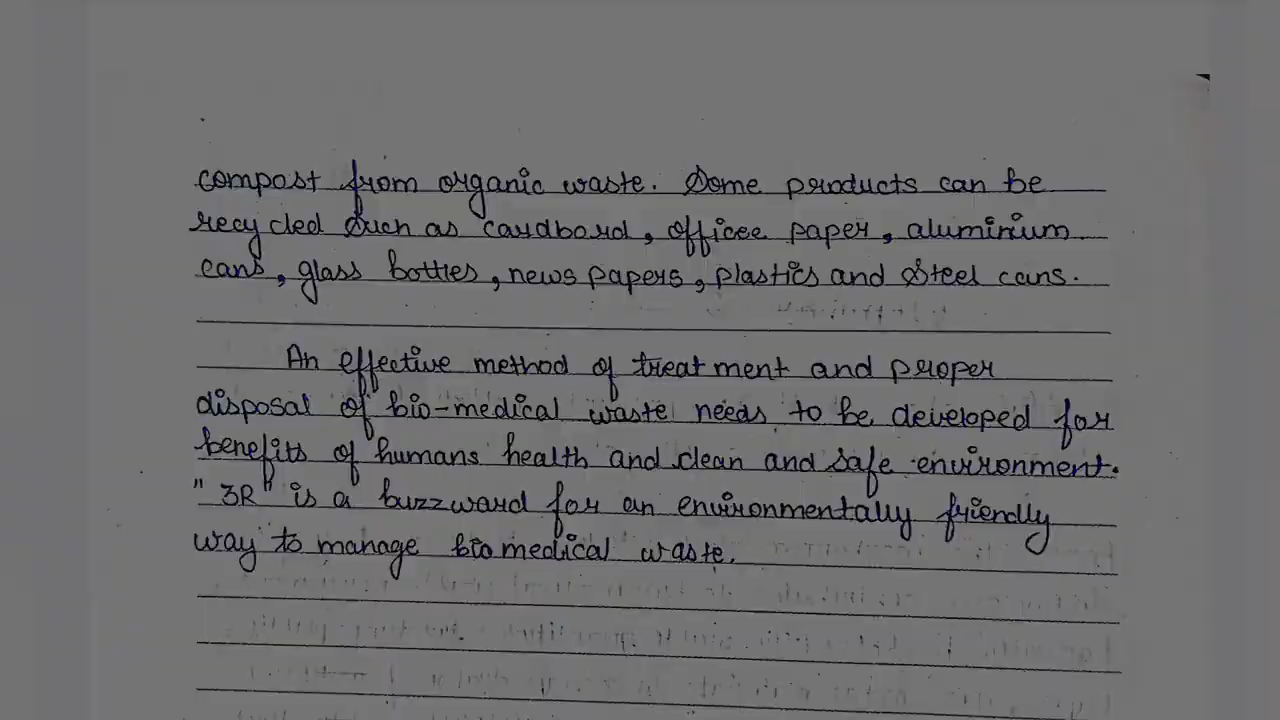 compost from organic waste. Some products can be
recycled such as cardbord, officee paper, aluminium
cans, glass bottles, news papers, plastics and steel cans.
An effective method of treatment and proper
disposal of bio-medical waste needs to be developed for
benefits of humans health and clean and safe environment.
"3R" is a buzzward for an environmentally friendly
way to manage bio medical waste.